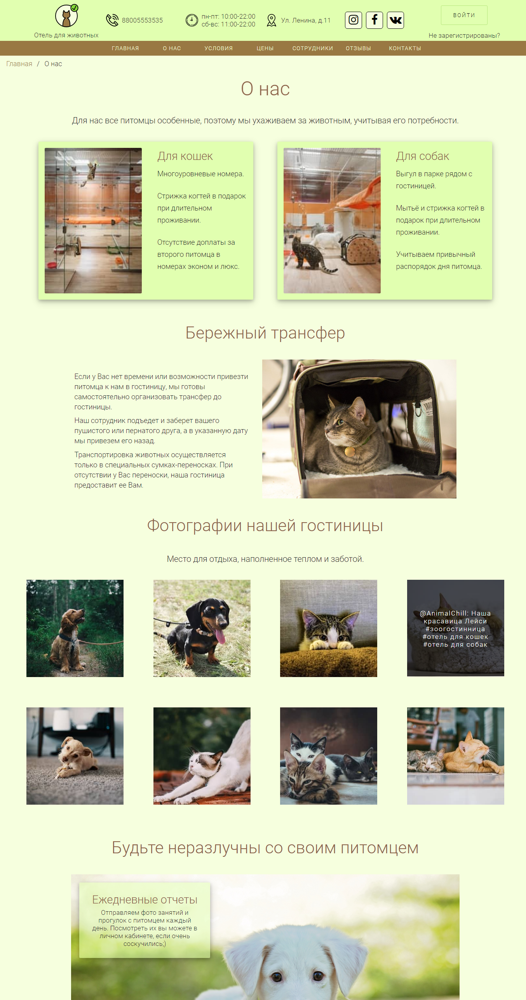 88005553535
пн-пт: 10:00-22:00
сб-вс: 11:00-22:00
Ул. Ленина, д.11
ВОЙТИ
Отель для животных
Не зарегистрированы?
ГЛАВНАЯ О НАС УСЛОВИЯ ЦЕНЫ СОТРУДНИКИ ОТЗЫВЫ КОНТАКТЫ
Главная / О нас
О нас
Для нас все питомцы особенные, поэтому мы ухаживаем за животным, учитывая его потребности.
Для кошек
Многоуровневые номера.
Стрижка когтей в подарок
при длительном
проживании.
Отсутствие доплаты за
второго питомца в
номерах эконом и люкс.
Для собак
Выгул в парке рядом с
гостиницей.
Мытьё и стрижка когтей в
подарок при длительном
проживании.
Учитываем привычный
распорядок дня питомца.
Бережный трансфер
Если у Вас нет времени или возможности привезти
питомца к нам в гостиницу, мы готовы
самостоятельно организовать трансфер до
гостиницы.
Наш сотрудник подъедет и заберет вашего
пушистого или пернатого друга, а в указанную дату
мы привезем его назад.
Транспортировка животных осуществляется
только в специальных сумках-переносках. При
отсутствии у Вас переноски, наша гостиница
предоставит ее Вам.
Фотографии нашей гостиницы
Место для отдыха, наполненное теплом и заботой.
@AnimalChill: Наша
красавица Лейси
#зоогостинница
#отель для кошек
#отель для собак
Будьте неразлучны со своим питомцем
Ежедневные отчеты
Отправляем фото занятий и
прогулок с питомцем каждый
день. Посмотреть их вы можете в
личном кабинете, если очень
соскучились;)